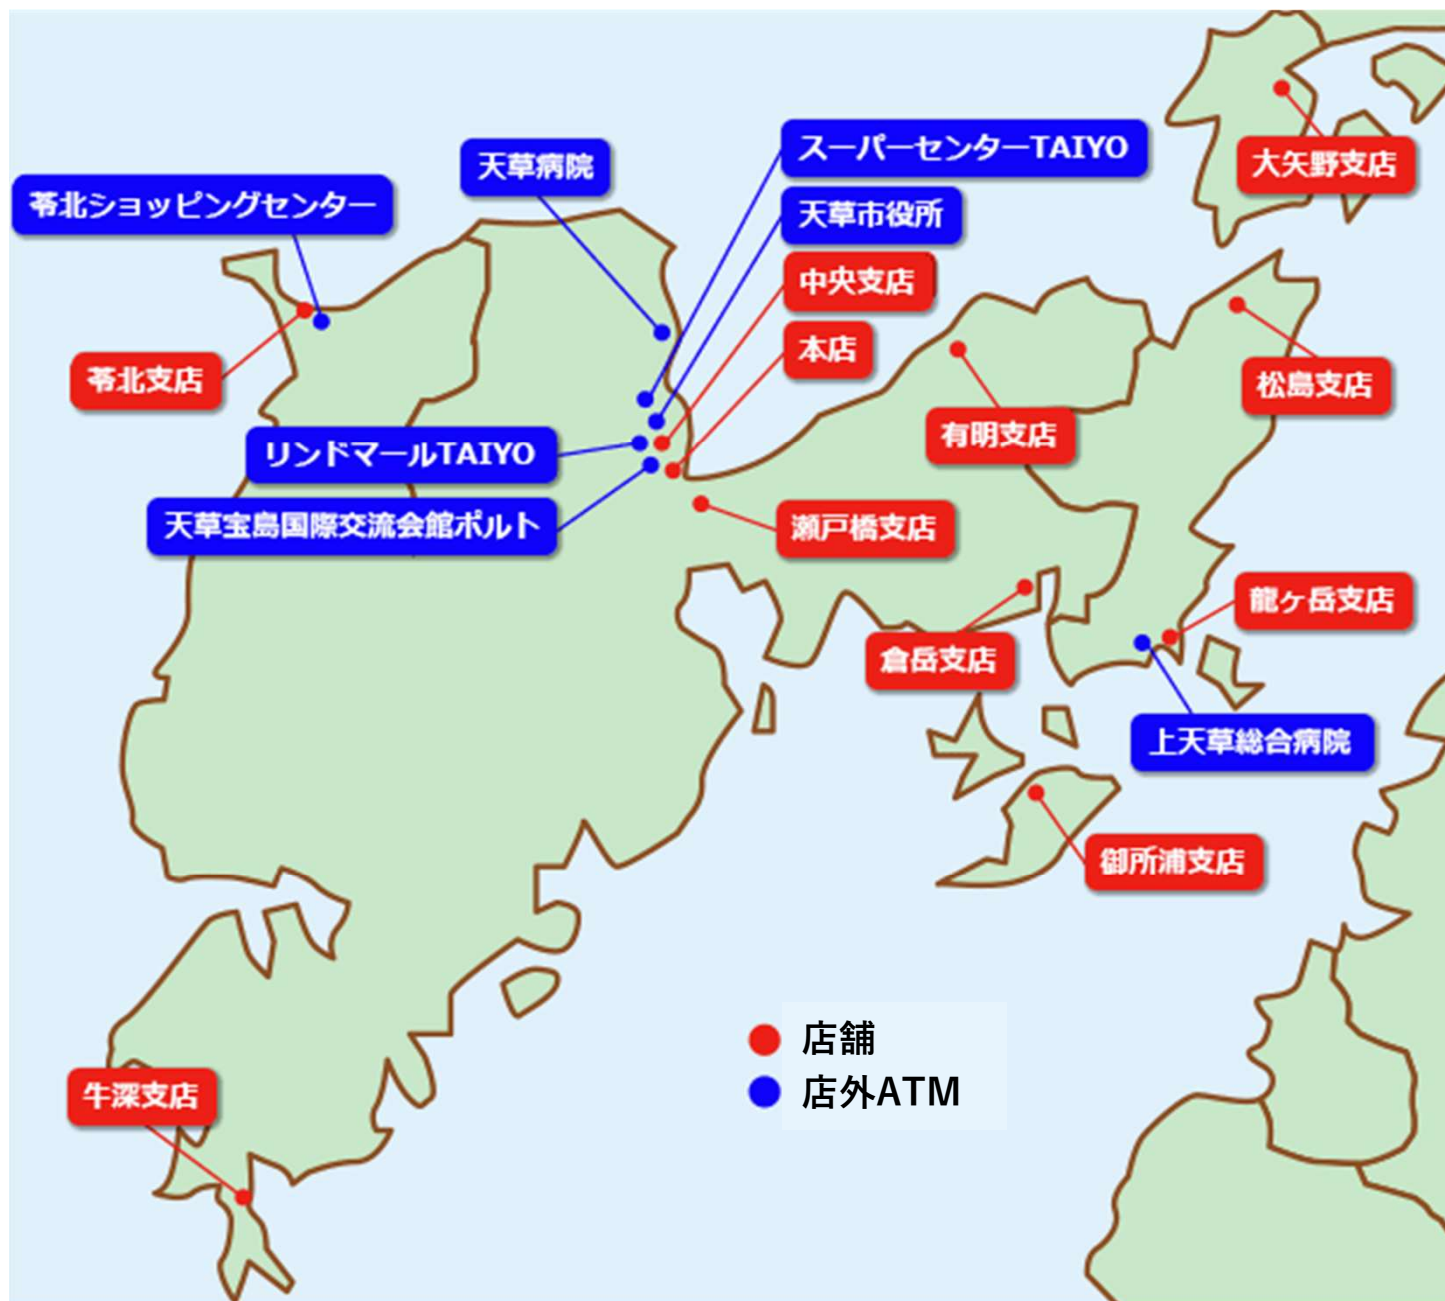 スーパーセンターTAIYO
天草病院
大矢野支店
苓北ショッピングセンター
天草市役所
中央支店
本店
苓北支店
松島支店
有明支店
リンドマールTAIYO
天草宝島国際交流会館ポルト
瀬戸橋支店
龍ヶ岳支店
倉岳支店
上天草総合病院
御所浦支店
店舗
店外ATM
牛深支店